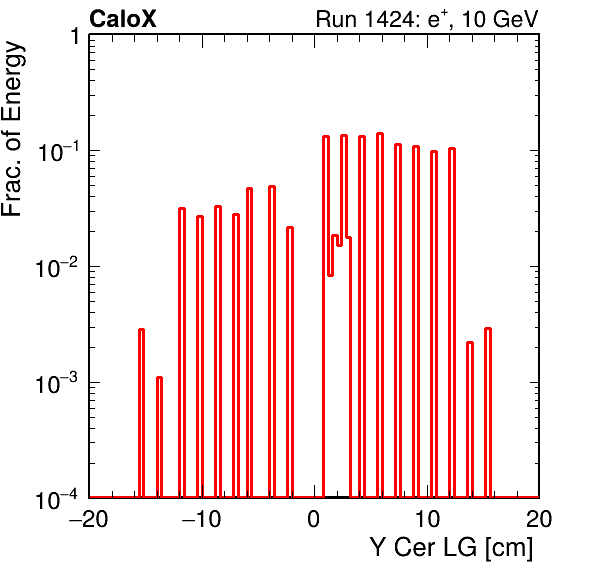 CaloX
Run 1424: e⁺, 10 GeV
Frac. of Energy
1
10⁻¹
10⁻²
10⁻³
10⁻⁴
−20
−10
0
10
20
Y Cer LG [cm]